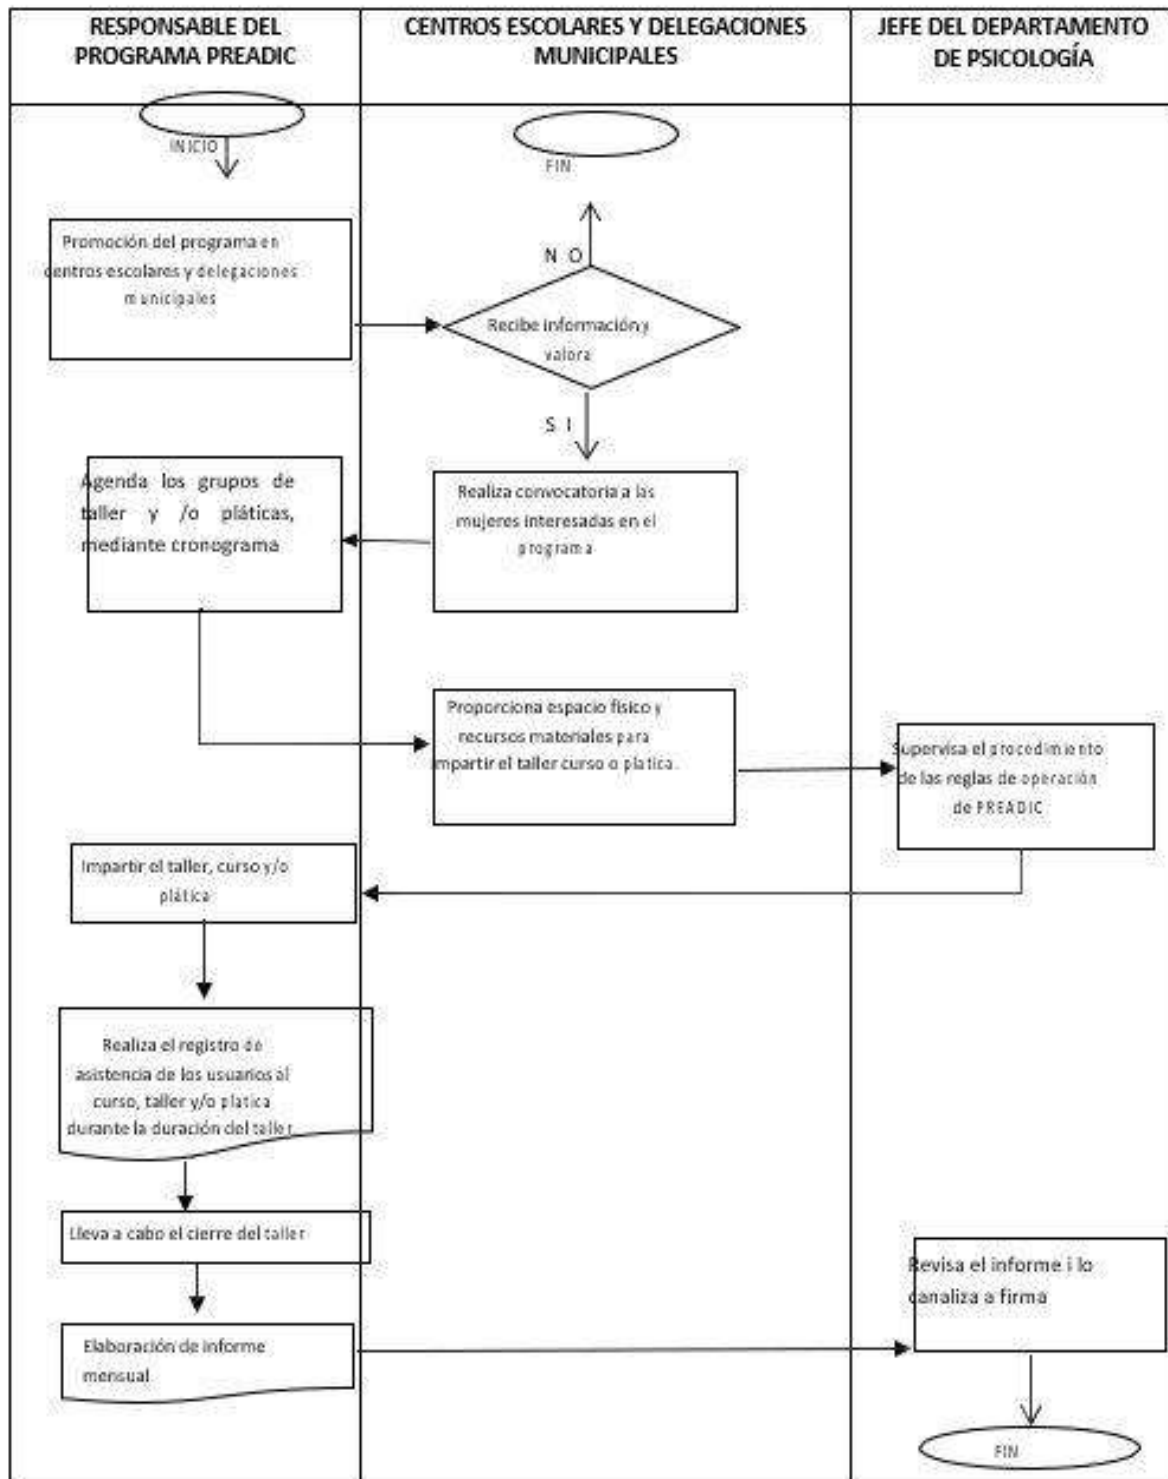 RESPONSABLE DEL
PROGRAMA PREADIC
CENTROS ESCOLARES Y DELEGACIONES
MUNICIPALES
JEFE DEL DEPARTAMENTO
DE PSICOLOGÍA
INICIO
FIN
Promoción del programa en
centros escolares y delegaciones
municipales
NO
Recibe información y
valora
SI
Agenda los grupos de
taller y /o pláticas,
mediante cronograma
Realiza convocatoria a las
mujeres interesadas en el
programa
Proporciona espacio físico y
recursos materiales para
impartir el taller curso o platica.
Supervisa el procedimiento
de las reglas de operación
de PREADIC
Impartir el taller, curso y/o
plática
Realiza el registro de
asistencia de los usuarios al
curso, taller y/o platica
durante la duración del taller
Lleva a cabo el cierre del taller
Revisa el informe i lo
canaliza a firma
Elaboración de informe
mensual
FIN